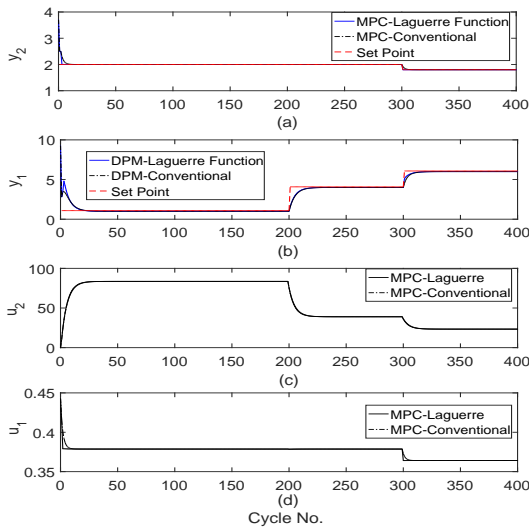 4
3
2
1
y2
MPC-Laguerre Function
MPC-Conventional
Set Point
0 50 100 150 200 250 300 350 400
(a)
10
5
0
y1
DPM-Laguerre Function
DPM-Conventional
Set Point
0 50 100 150 200 250 300 350 400
(b)
100
50
0
u2
MPC-Laguerre
MPC-Conventional
0 50 100 150 200 250 300 350 400
(c)
0.45
0.4
0.35
u1
MPC-Laguerre
MPC-Conventional
0 50 100 150 200 250 300 350 400
(d)
Cycle No.